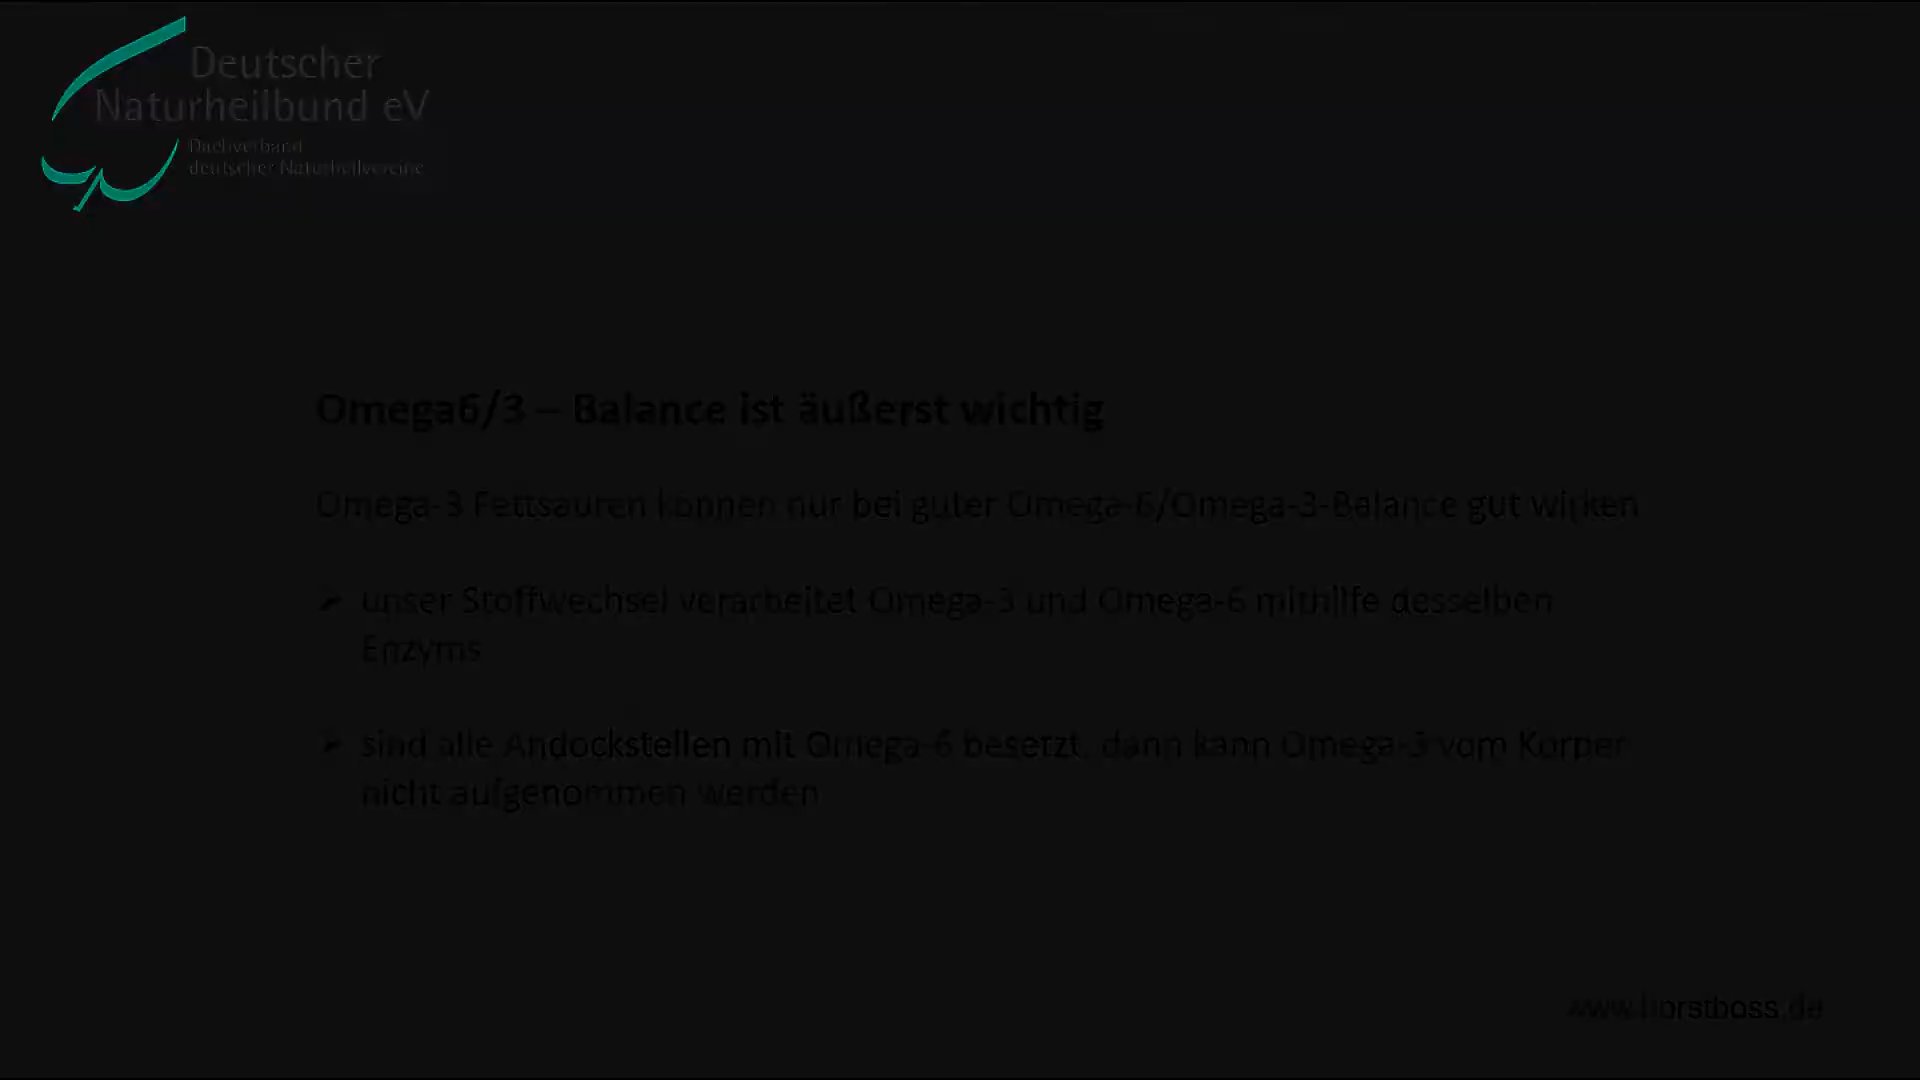 Deutscher
Naturheilbund eV
Dachverband
deutscher Naturheilvereine
Omega6/3 – Balance ist äußerst wichtig
Omega-3 Fettsäuren können nur bei guter Omega-6/Omega-3-Balance gut wirken
➢ unser Stoffwechsel verarbeitet Omega-3 und Omega-6 mithilfe desselben
Enzyms
➢ sind alle Andockstellen mit Omega-6 besetzt, dann kann Omega-3 vom Körper
nicht aufgenommen werden
www.horstboss.de